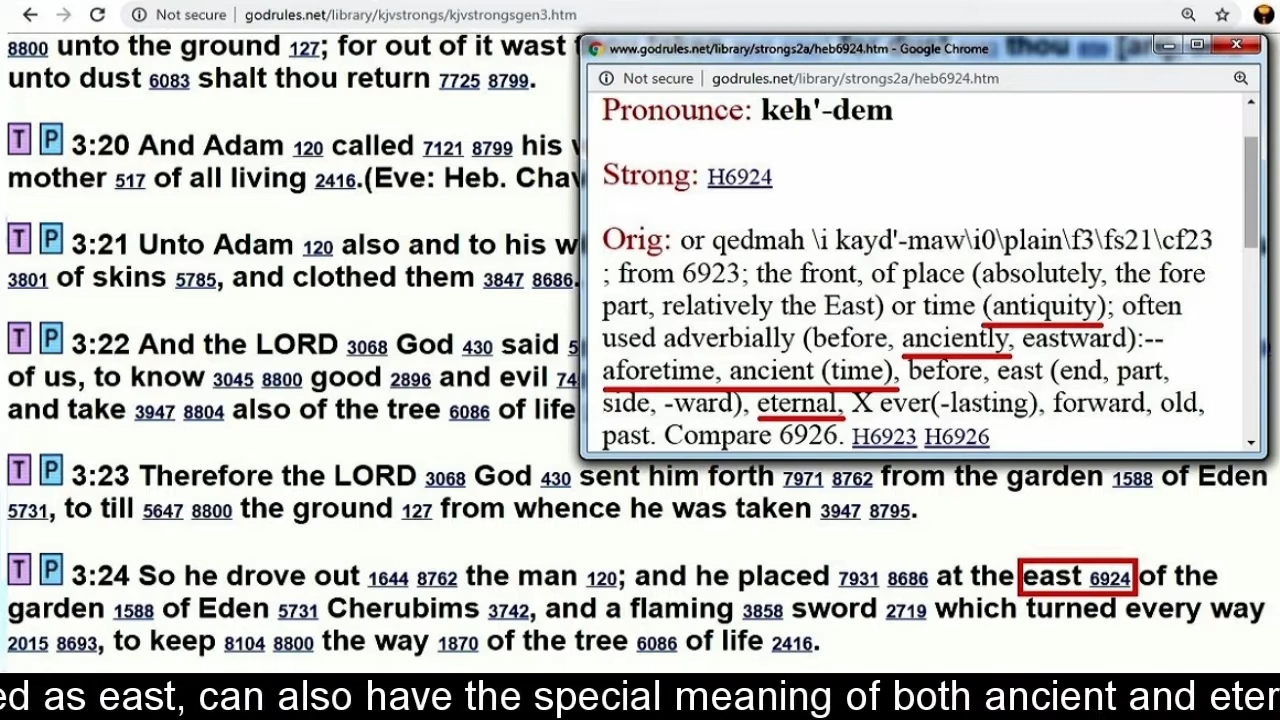 Not secure | godrules.net/library/kjvstrongs/kjvstrongsgen3.htm
8800 unto the ground 127; for out of it wast
unto dust 6083 shalt thou return 7725 8799.
T P 3:20 And Adam 120 called 7121 8799 his
mother 517 of all living 2416.(Eve: Heb.
T P 3:21 Unto Adam 120 also and to his
3801 of skins 5785, and clothed them 3847 8686.
T P 3:22 And the LORD 3068 God 430 said
of us, to know 3045 8800 good 2896 and evil
and take 3947 8804 also of the tree 6086 of life
T P 3:23 Therefore the LORD 3068 God 430 sent him forth 7971 8762 from the garden 1588 of Eden
5731, to till 5647 8800 the ground 127 from whence he was taken 3947 8795.
T P 3:24 So he drove out 1644 8762 the man 120; and he placed 7931 8686 at the east 6924 of the
garden 1588 of Eden 5731 Cherubims 3742, and a flaming 3858 sword 2719 which turned every way
2015 8693, to keep 8104 8800 the way 1870 of the tree 6086 of life 2416.
www.godrules.net/library/strongs2a/heb6924.htm - Google Chrome
Not secure | godrules.net/library/strongs2a/heb6924.htm
Pronounce: keh'-dem
Strong: H6924
Orig: or qedmah \i kayd'-maw\i0\plain\f3\fs21\cf23
; from 6923; the front, of place (absolutely, the fore
part, relatively the East) or time (antiquity); often
used adverbially (before, anciently, eastward):--
aforetime, ancient (time), before, east (end, part,
side, -ward), eternal, X ever(-lasting), forward, old,
past. Compare 6926. H6923 H6926
ed as east, can also have the special meaning of both ancient and eter